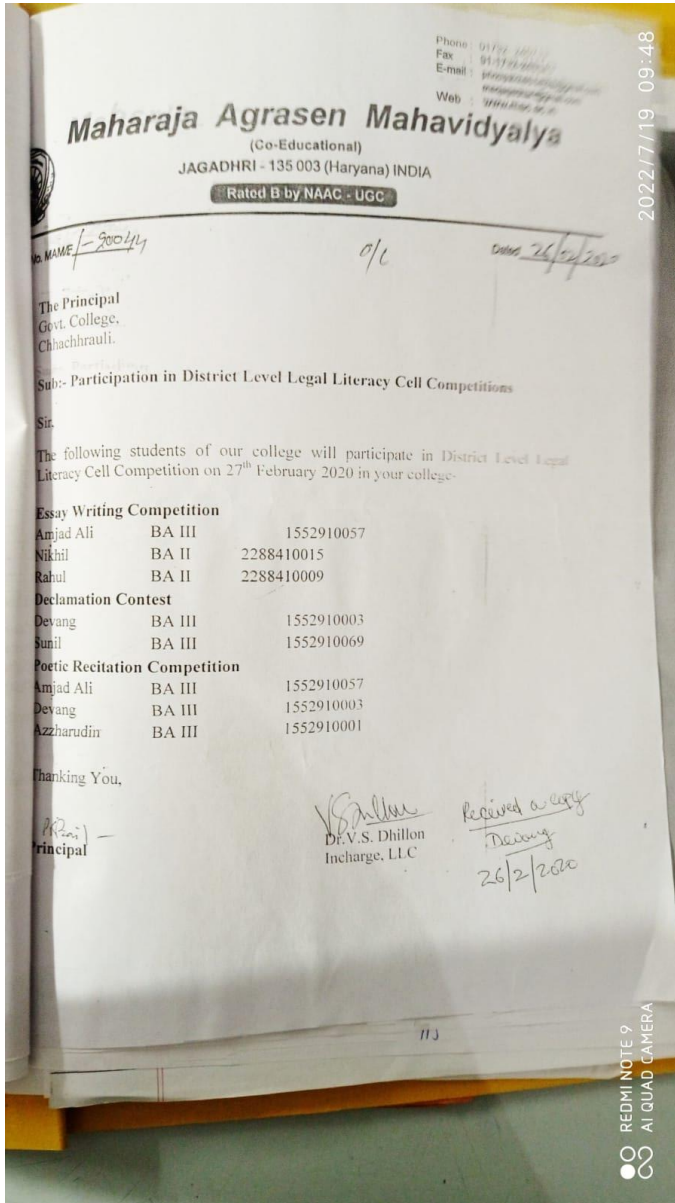 Phone :
Fax :
E-mail :
Web :
Maharaja Agrasen Mahavidyalya
(Co-Educational)
JAGADHRI - 135 003 (Haryana) INDIA
Rated B by NAAC - UGC
No. MAM/E/- O/C Dated 26/02/2020
The Principal
Govt. College,
Chhachhrauli.
Sub:- Participation in District Level Legal Literacy Cell Competitions
Sir,
The following students of our college will participate in District Level Legal
Literacy Cell Competition on 27th February 2020 in your college-
Essay Writing Competition
Amjad Ali BA III 1552910057
Nikhil BA II 2288410015
Rahul BA II 2288410009
Declamation Contest
Devang BA III 1552910003
Sunil BA III 1552910069
Poetic Recitation Competition
Amjad Ali BA III 1552910057
Devang BA III 1552910003
Azzharudin BA III 1552910001
Thanking You,
Principal
Dr.V.S. Dhillon
Incharge, LLC
Received a copy
Devang
26/2/2020
113
2022/7/19 09:48
REDMI NOTE 9
AI QUAD CAMERA